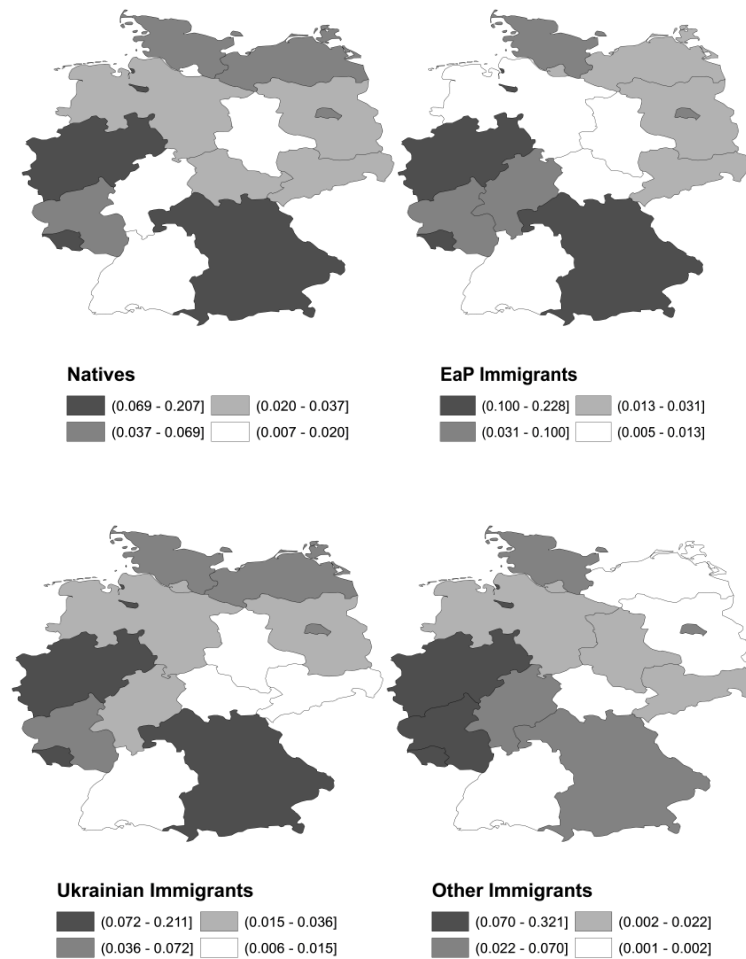 Natives
(0.069 - 0.207] (0.020 - 0.037]
(0.037 - 0.069] (0.007 - 0.020]
EaP Immigrants
(0.100 - 0.228] (0.013 - 0.031]
(0.031 - 0.100] (0.005 - 0.013]
Ukrainian Immigrants
(0.072 - 0.211] (0.015 - 0.036]
(0.036 - 0.072] (0.006 - 0.015]
Other Immigrants
(0.070 - 0.321] (0.002 - 0.022]
(0.022 - 0.070] (0.001 - 0.002]